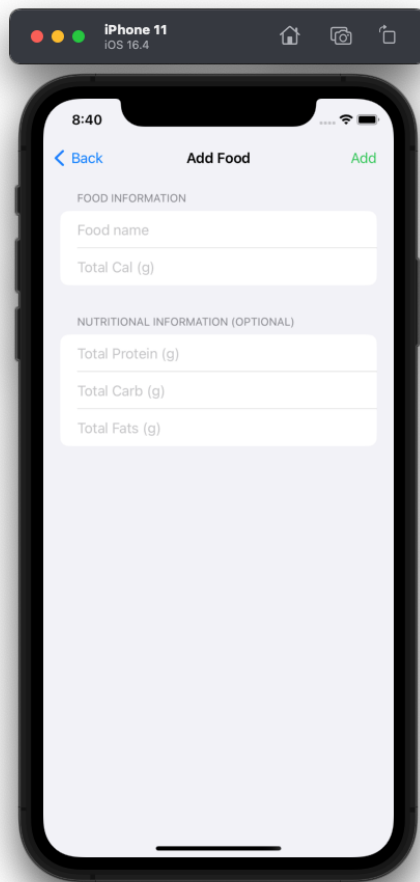 iPhone 11
iOS 16.4
8:40
Back
Add Food
Add
FOOD INFORMATION
Food name
Total Cal (g)
NUTRITIONAL INFORMATION (OPTIONAL)
Total Protein (g)
Total Carb (g)
Total Fats (g)